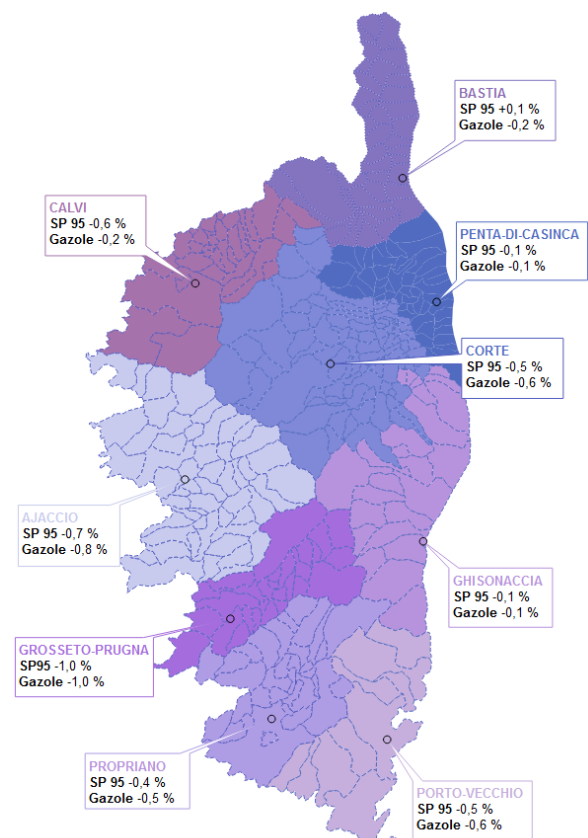 BASTIA
SP 95 +0,1 %
Gazole -0,2 %
CALVI
SP 95 -0,6 %
Gazole -0,2 %
PENTA-DI-CASINCA
SP 95 -0,1 %
Gazole -0,1 %
CORTE
SP 95 -0,5 %
Gazole -0,6 %
AJACCIO
SP 95 -0,7 %
Gazole -0,8 %
GHISONACCIA
SP 95 -0,1 %
Gazole -0,1 %
GROSSETO-PRUGNA
SP95 -1,0 %
Gazole -1,0 %
PROPRIANO
SP 95 -0,4 %
Gazole -0,5 %
PORTO-VECCHIO
SP 95 -0,5 %
Gazole -0,6 %